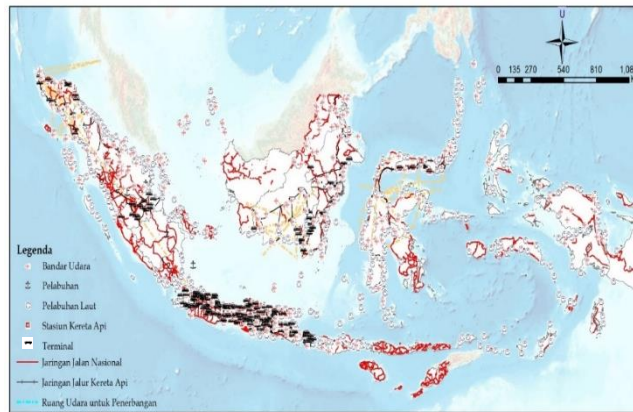 U
0 135 270 540 810 1.08
Legenda
Bandar Udara
Pelabuhan
Pelabuhan Laut
Stasiun Kereta Api
Terminal
Jaringan Jalan Nasional
Jaringan Jalur Kereta Api
Ruang Udara untuk Penerbangan